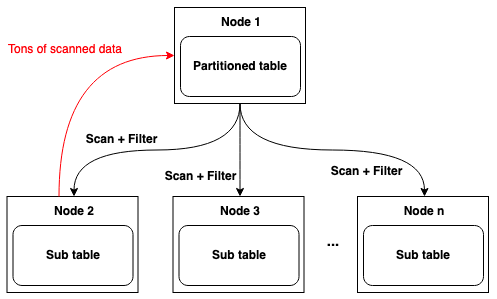 Node 1
Tons of scanned data
Partitioned table
Scan + Filter
Scan + Filter
Scan + Filter
Node 2
Node 3
Node n
...
Sub table
Sub table
Sub table